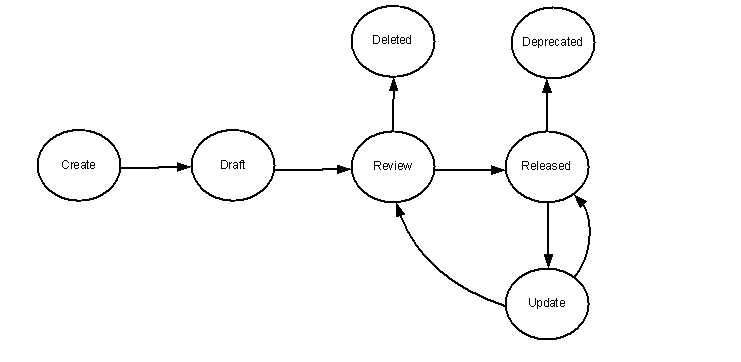 Deleted
Deprecated
Create
Draft
Review
Released
Update